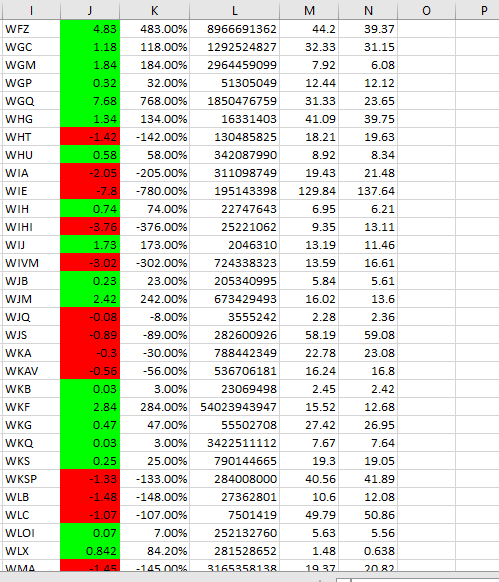 I J K L M N O P
WFZ 4.83 483.00% 8966691362 44.2 39.37
WGC 1.18 118.00% 1292524827 32.33 31.15
WGM 1.84 184.00% 2964459099 7.92 6.08
WGP 0.32 32.00% 51305049 12.44 12.12
WGQ 7.68 768.00% 1850476759 31.33 23.65
WHG 1.34 134.00% 16331403 41.09 39.75
WHT -1.42 -142.00% 130485825 18.21 19.63
WHU 0.58 58.00% 342087990 8.92 8.34
WIA -2.05 -205.00% 311098749 19.43 21.48
WIE -7.8 -780.00% 195143398 129.84 137.64
WIH 0.74 74.00% 22747643 6.95 6.21
WIHI -3.76 -376.00% 25221062 9.35 13.11
WIJ 1.73 173.00% 2046310 13.19 11.46
WIVM -3.02 -302.00% 724338323 13.59 16.61
WJB 0.23 23.00% 205340995 5.84 5.61
WJM 2.42 242.00% 673429493 16.02 13.6
WJQ -0.08 -8.00% 3555242 2.28 2.36
WJS -0.89 -89.00% 282600926 58.19 59.08
WKA -0.3 -30.00% 788442349 22.78 23.08
WKAV -0.56 -56.00% 536706181 16.24 16.8
WKB 0.03 3.00% 23069498 2.45 2.42
WKF 2.84 284.00% 54023943947 15.52 12.68
WKG 0.47 47.00% 55502708 27.42 26.95
WKQ 0.03 3.00% 3422511112 7.67 7.64
WKS 0.25 25.00% 790144665 19.3 19.05
WKSP -1.33 -133.00% 284008000 40.56 41.89
WLB -1.48 -148.00% 27362801 10.6 12.08
WLC -1.07 -107.00% 7501419 49.79 50.86
WLOI 0.07 7.00% 252132760 5.63 5.56
WLX 0.842 84.20% 281528652 1.48 0.638
WMA -1.45 -145.00% 3165358138 19.37 20.82